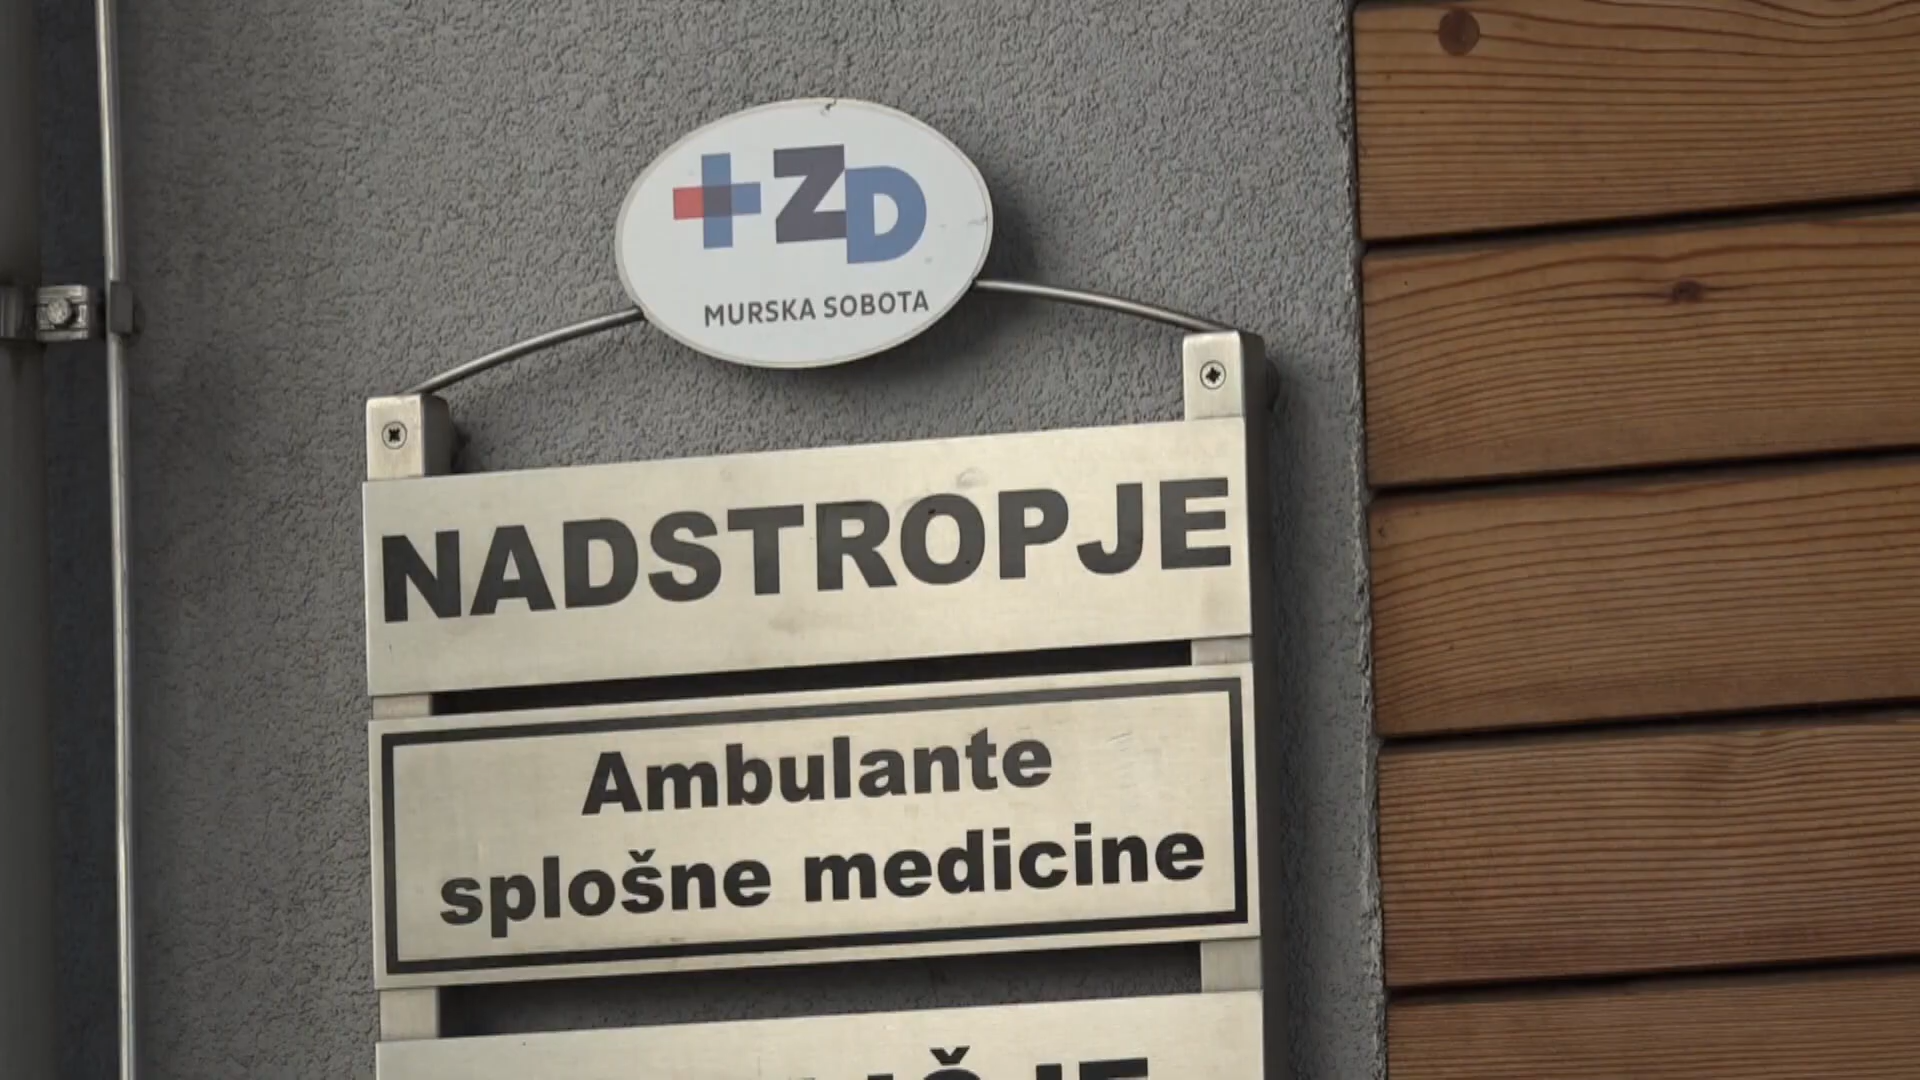 ZD
MURSKA SOBOTA
NADSTROPJE
Ambulante
splošne medicine